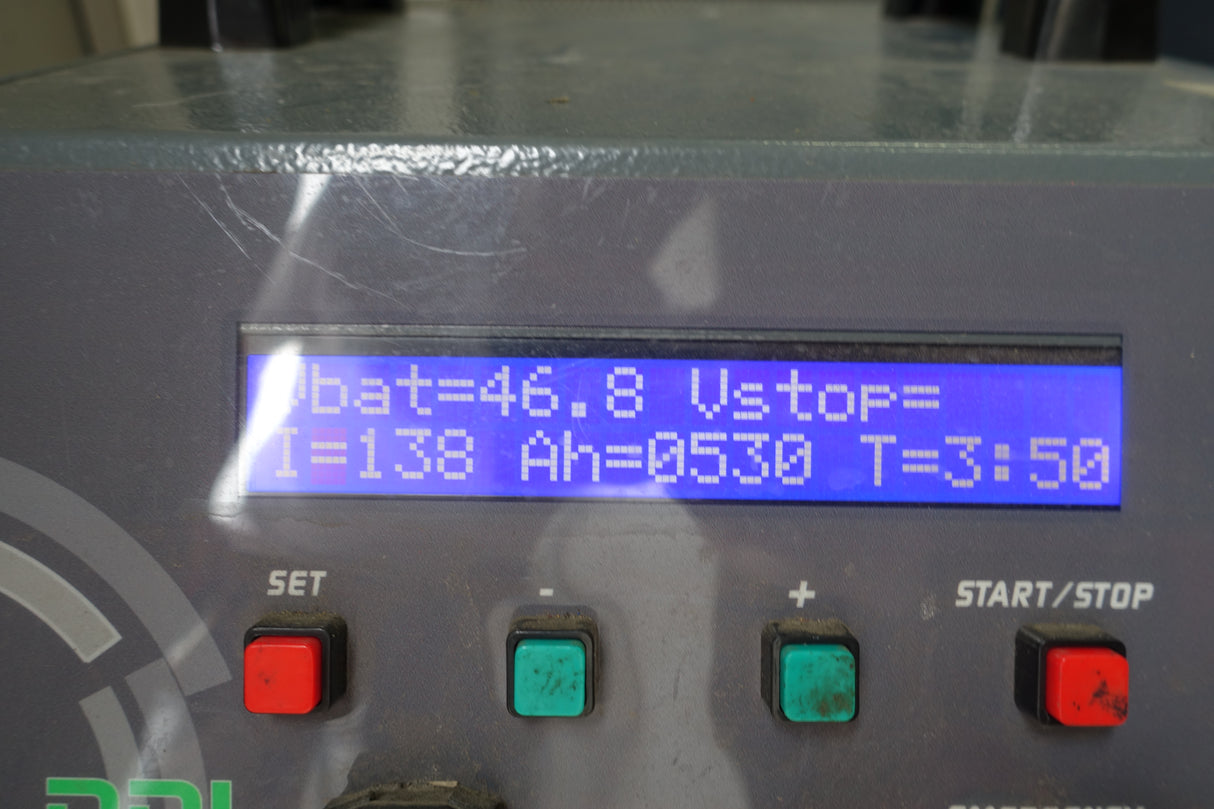 Vbat=46.8 Vstop=
I=138 Ah=0530 T=3:50
SET - + START/STOP